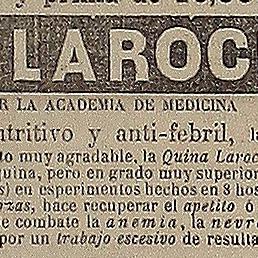 LAROC
R LA ACADEMIA DE MEDICINA
utritivo y anti-febril, l
to muy agradable, la Quina Laroc
quina, pero en grado muy superior
s) en esperimentos hechos en 8 hos
rzas, hace recuperar el apetito ó
e combate la anemia, la nevr
por un trabajo escesivo de resulta